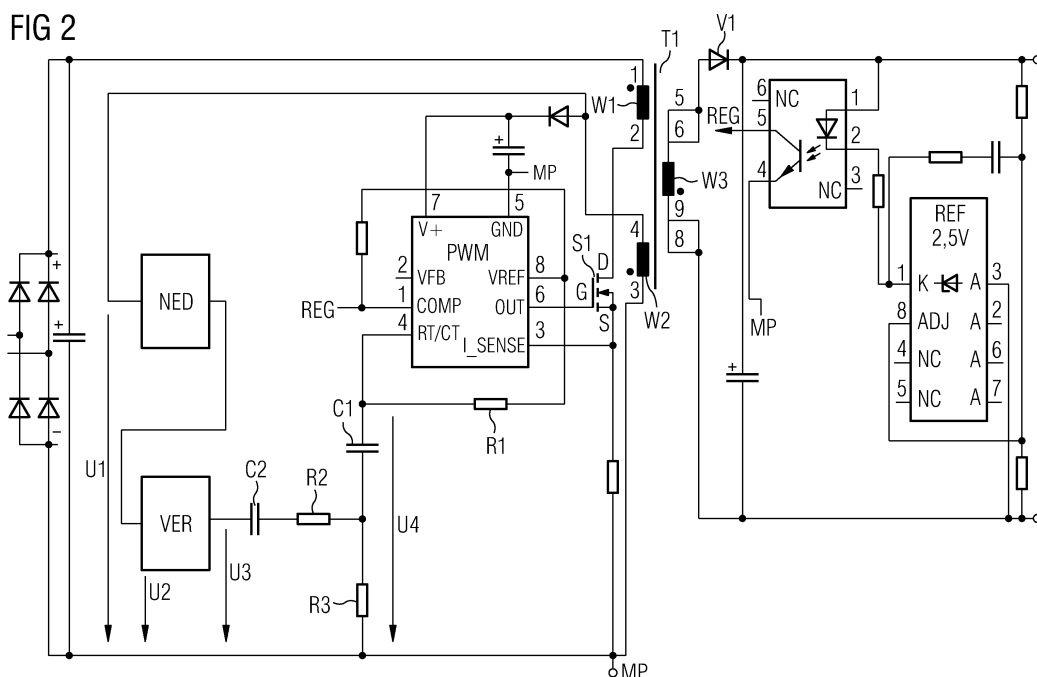 FIG 2
V1
T1
1
W1
2
5
6
REG
6
NC
1
5
2
4
3
NC
MP
7
5
V+
GND
PWM
4
W3
9
8
REF
2,5V
S1
D
G
S
3
W2
+
NED
2
VFB
VREF
8
REG
1
COMP
OUT
6
4
RT/CT
I_SENSE
3
1
K
A
3
8
ADJ
A
2
4
NC
A
6
5
NC
A
7
MP
+
+
+
+
−
C1
R1
U1
C2
R2
VER
U4
U2
U3
R3
MP